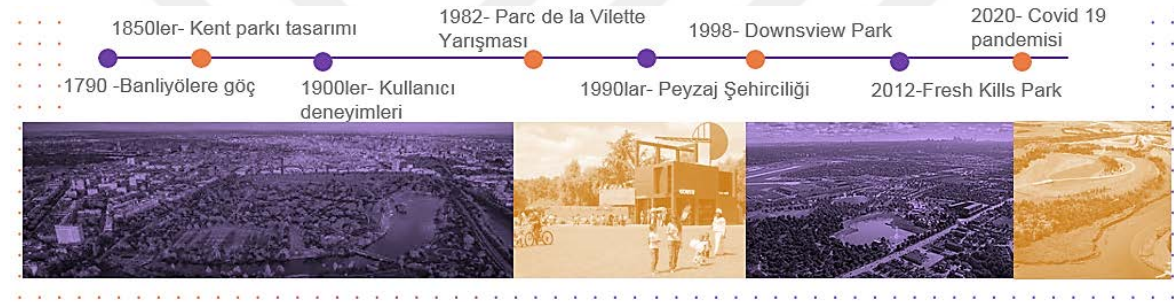 1850ler- Kent parkı tasarımı
1982- Parc de la Vilette
Yarışması
1998- Downsview Park
2020- Covid 19
pandemisi
1790 -Banliyölere göç
1900ler- Kullanıcı
deneyimleri
1990lar- Peyzaj Şehirciliği
2012-Fresh Kills Park